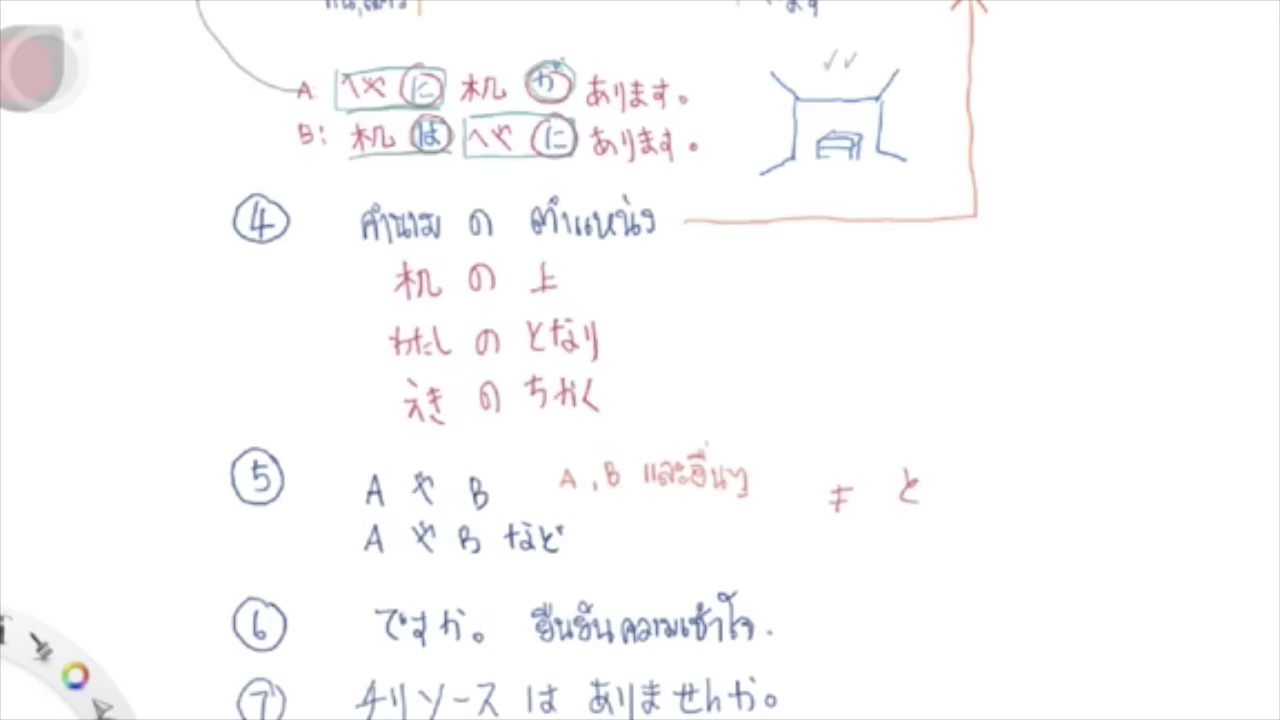 A: へやに 机 が あります。
B: 机 は へやに あります。
④ คำนาม の ตำแหน่ง
机 の 上
わたし の となり
えき の ちかく
⑤ A や B A , B และอื่นๆ ≠ と
A や B など
⑥ ですか。 ยืนยันความเข้าใจ.
⑦ チリソース は ありませんか。